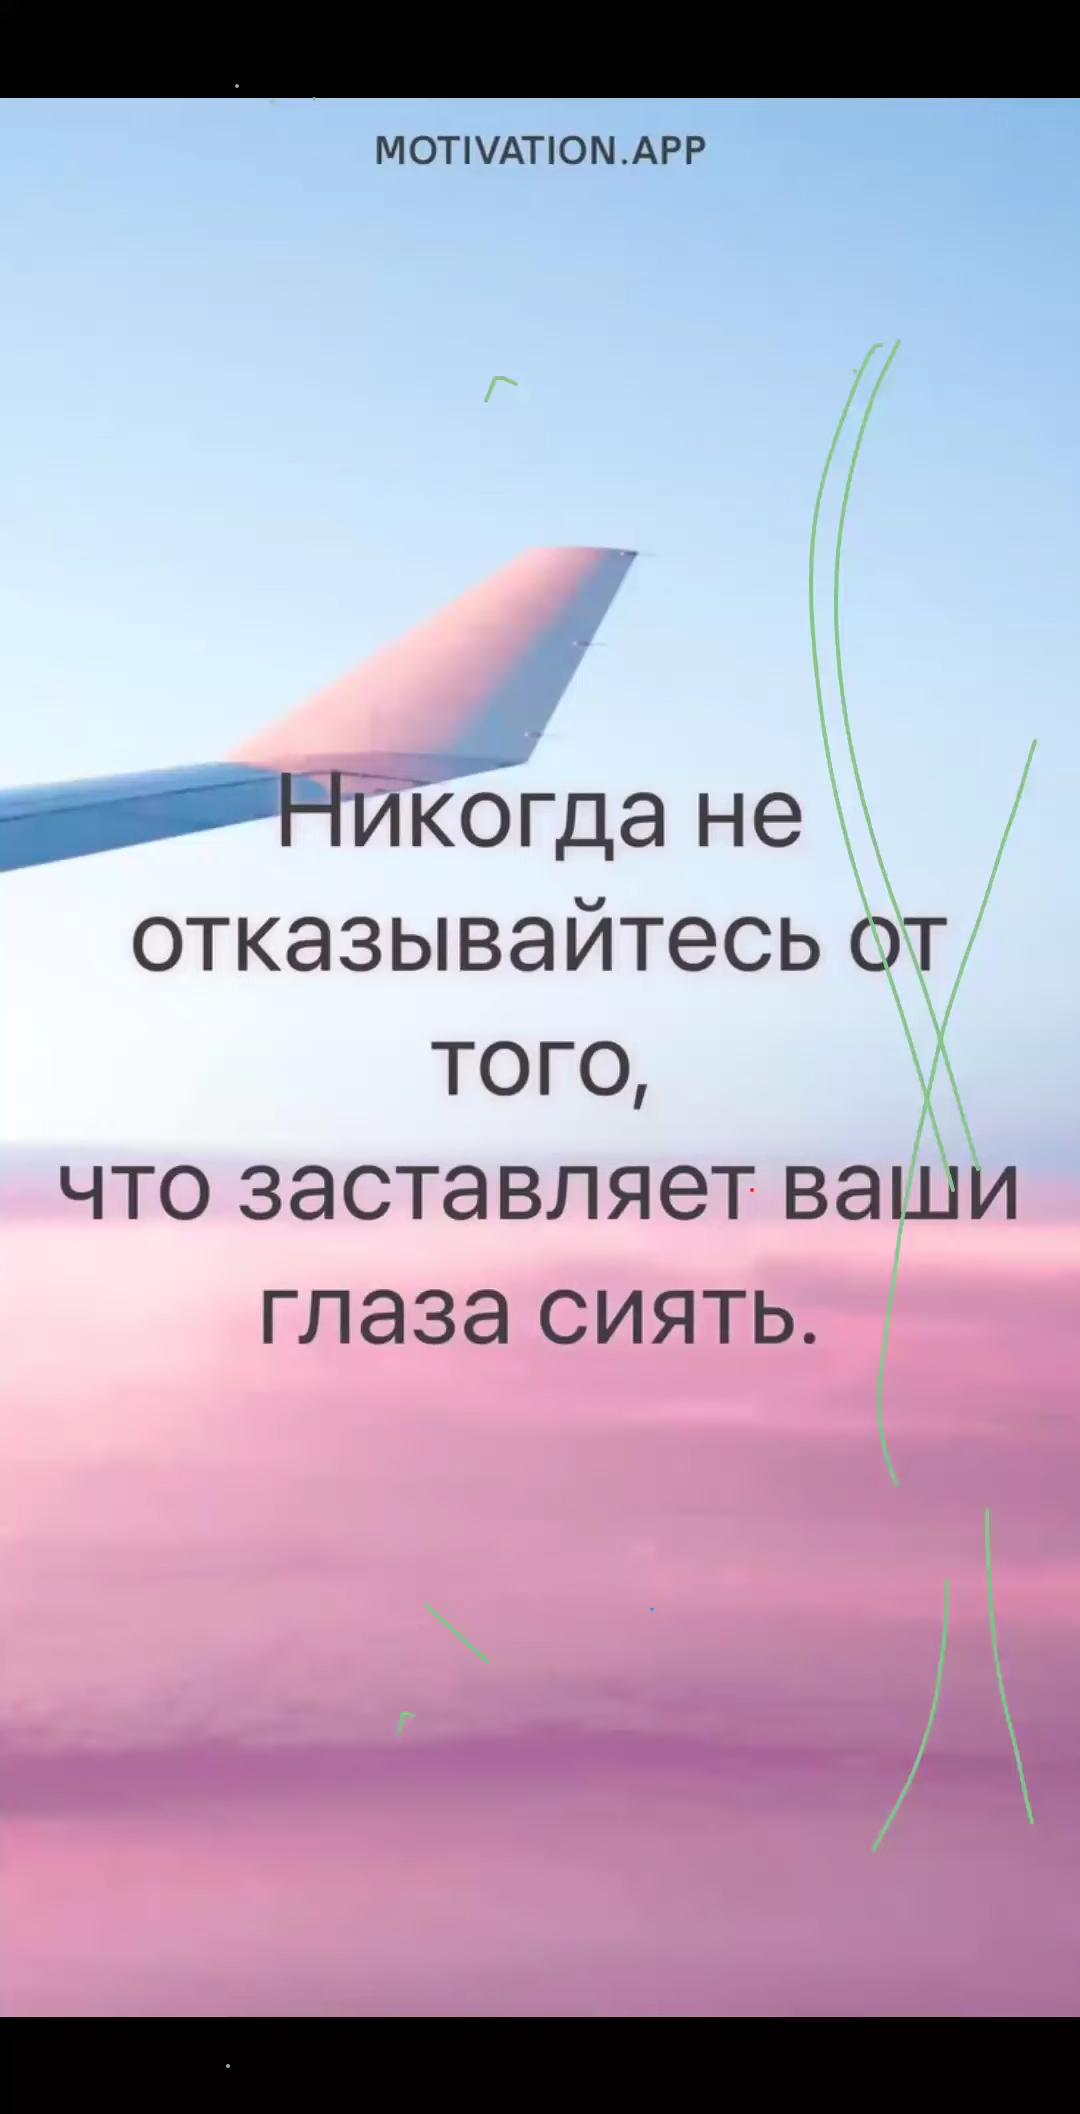 MOTIVATION.APP
Никогда не
отказывайтесь от
того,
что заставляет ваши
глаза сиять.